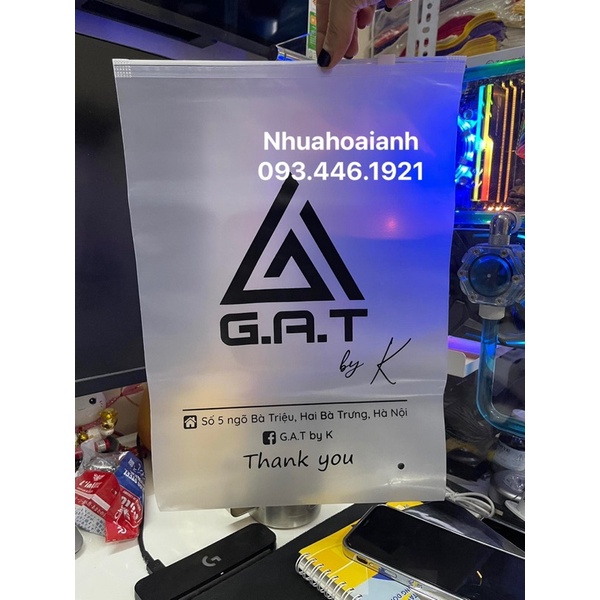 Nhuahoaianh
093.446.1921
G.A.T
by K
Số 5 ngõ Bà Triệu, Hai Bà Trưng, Hà Nội
G.A.T by K
Thank you